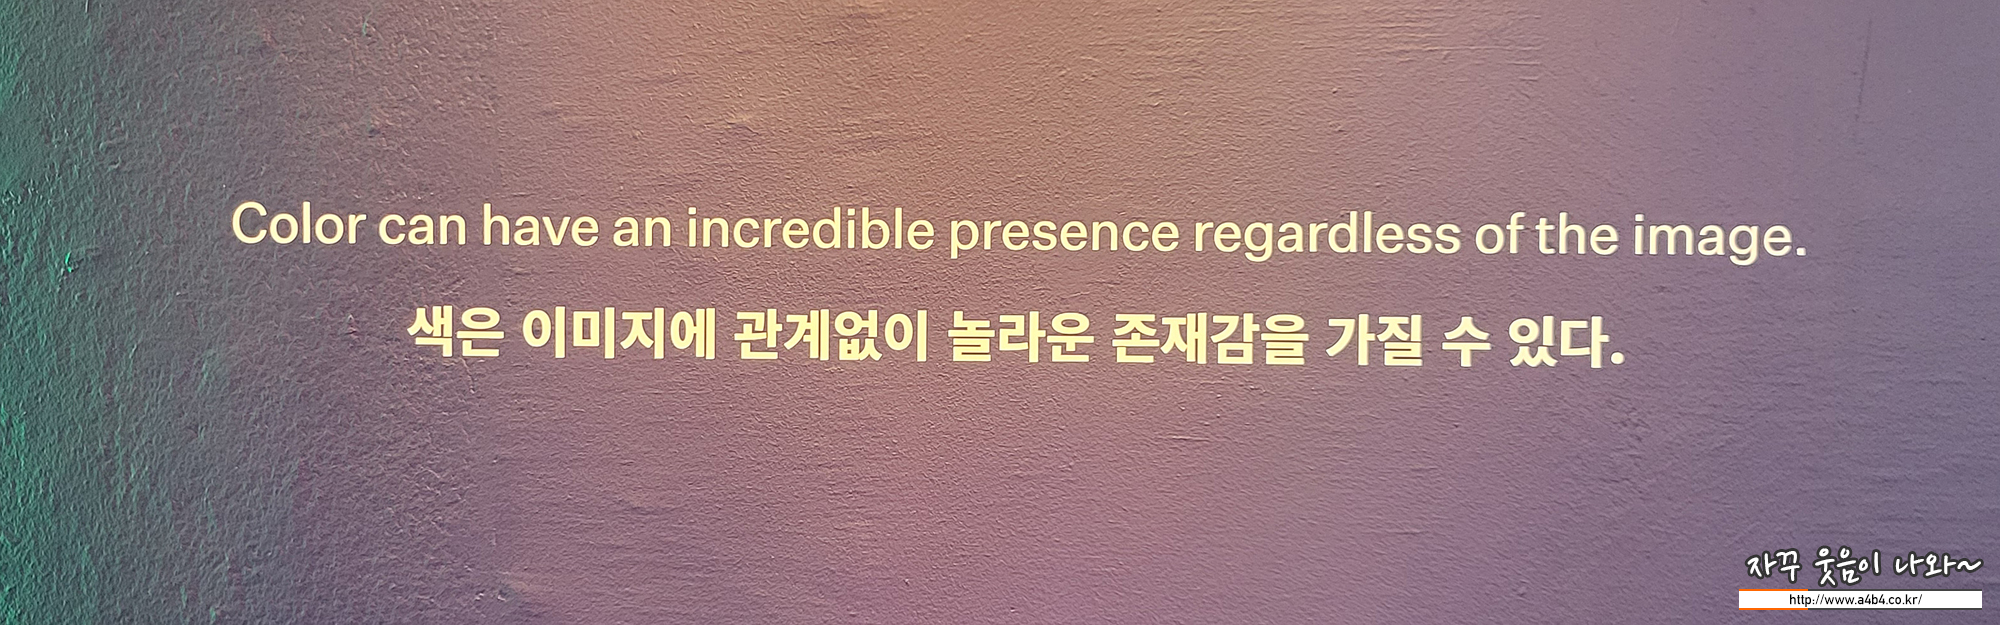 Color can have an incredible presence regardless of the image.
색은 이미지에 관계없이 놀라운 존재감을 가질 수 있다.
자꾸 웃음이 나와~
http://www.a4b4.co.kr/